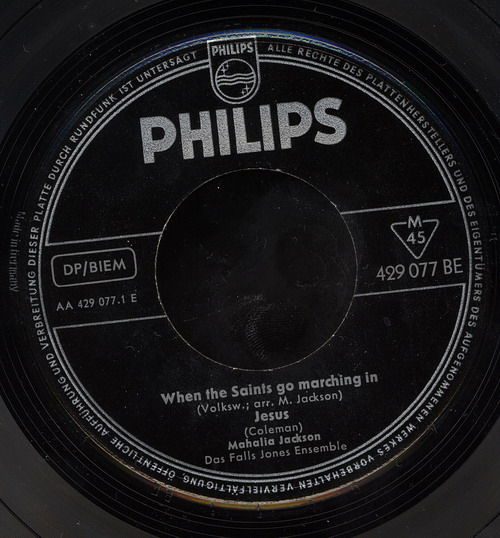 PHILIPS
ALLE RECHTE DES PLATTENHERSTELLERS UND DES EIGENTÜMERS DES AUFGENOMMENEN WERKES VORBEHALTEN VERVIELFÄLTIGUNG ÖFFENTLICHE AUFFÜHRUNG UND VERBREITUNG DIESER PLATTE DURCH RUNDFUNK IST UNTERSAGT
PHILIPS
M
45
DP/BIEM
429 077 BE
AA 429 077.1 E
Made in Germany
When the Saints go marching in
(Volksw.; arr. M. Jackson)
Jesus
(Coleman)
Mahalia Jackson
Das Falls Jones Ensemble